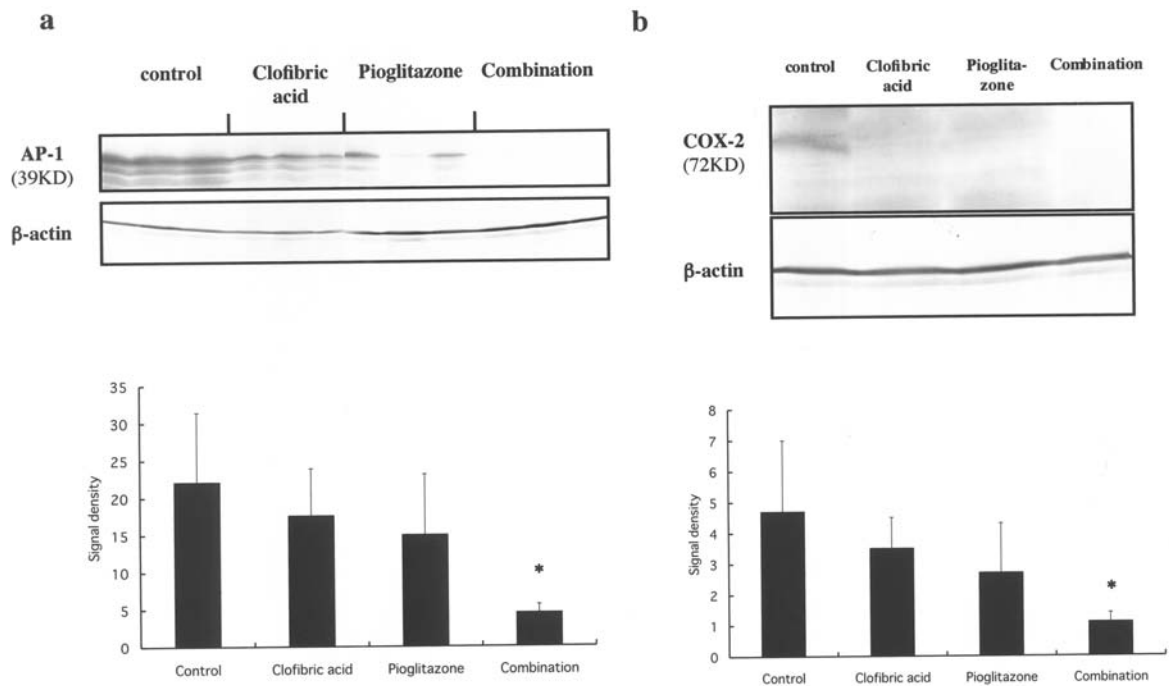 a
control
Clofibric
acid
Pioglitazone
Combination
AP-1
(39KD)
β-actin
35
30
25
20
15
10
5
0
Signal density
*
Control
Clofibric acid
Pioglitazone
Combination
b
control
Clofibric
acid
Pioglita-
zone
Combination
COX-2
(72KD)
β-actin
8
7
6
5
4
3
2
1
0
Signal density
*
Control
Clofibric acid
Pioglitazone
Combination